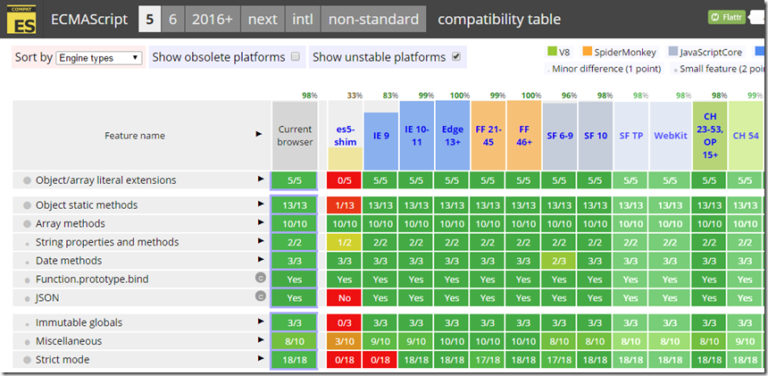 COMPAT
ES
ECMAScript 5 6 2016+ next intl non-standard compatibility table
Flattr
Sort by Engine types Show obsolete platforms Show unstable platforms
V8 SpiderMonkey JavaScriptCore
Minor difference (1 point) Small feature (2 poi
98% 33% 83% 99% 100% 99% 100% 96% 98% 98% 98% 98% 99%
Feature name Current browser es5-shim IE 9 IE 10-11 Edge 13+ FF 21-45 FF 46+ SF 6-9 SF 10 SF TP WebKit CH 23-53, OP 15+ CH 54
Object/array literal extensions 5/5 0/5 5/5 5/5 5/5 5/5 5/5 5/5 5/5 5/5 5/5 5/5 5/5
Object static methods 13/13 1/13 13/13 13/13 13/13 13/13 13/13 13/13 13/13 13/13 13/13 13/13 13/13
Array methods 10/10 10/10 10/10 10/10 10/10 10/10 10/10 10/10 10/10 10/10 10/10 10/10 10/10
String properties and methods 2/2 1/2 2/2 2/2 2/2 2/2 2/2 2/2 2/2 2/2 2/2 2/2 2/2
Date methods 3/3 3/3 3/3 3/3 3/3 3/3 3/3 2/3 3/3 3/3 3/3 3/3 3/3
Function.prototype.bind c Yes Yes Yes Yes Yes Yes Yes Yes Yes Yes Yes Yes Yes
JSON c Yes No Yes Yes Yes Yes Yes Yes Yes Yes Yes Yes Yes
Immutable globals 3/3 0/3 3/3 3/3 3/3 3/3 3/3 3/3 3/3 3/3 3/3 3/3 3/3
Miscellaneous 8/10 3/10 9/10 9/10 10/10 10/10 10/10 8/10 8/10 8/10 8/10 8/10 9/10
Strict mode 18/18 0/18 0/18 18/18 18/18 17/18 18/18 17/18 18/18 18/18 18/18 18/18 18/18